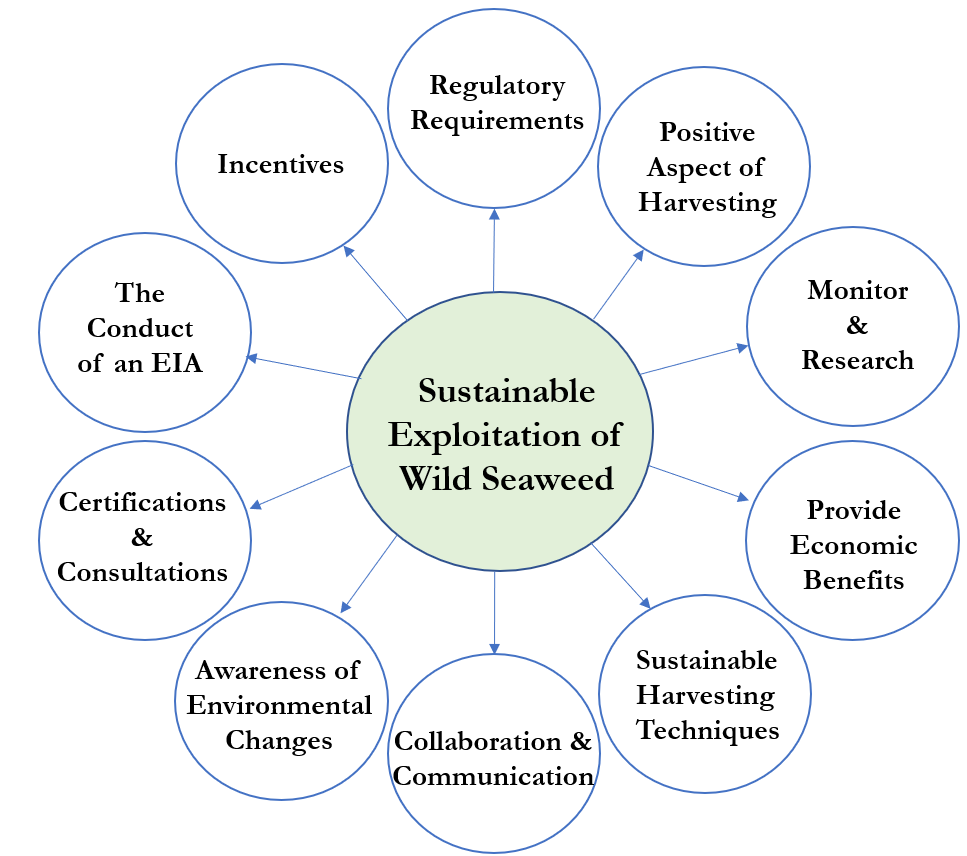 Regulatory
Requirements
Positive
Aspect of
Harvesting
Monitor
&
Research
Provide
Economic
Benefits
Sustainable
Harvesting
Techniques
Collaboration &
Communication
Awareness of
Environmental
Changes
Certifications
&
Consultations
The
Conduct
of an EIA
Incentives
Sustainable
Exploitation of
Wild Seaweed